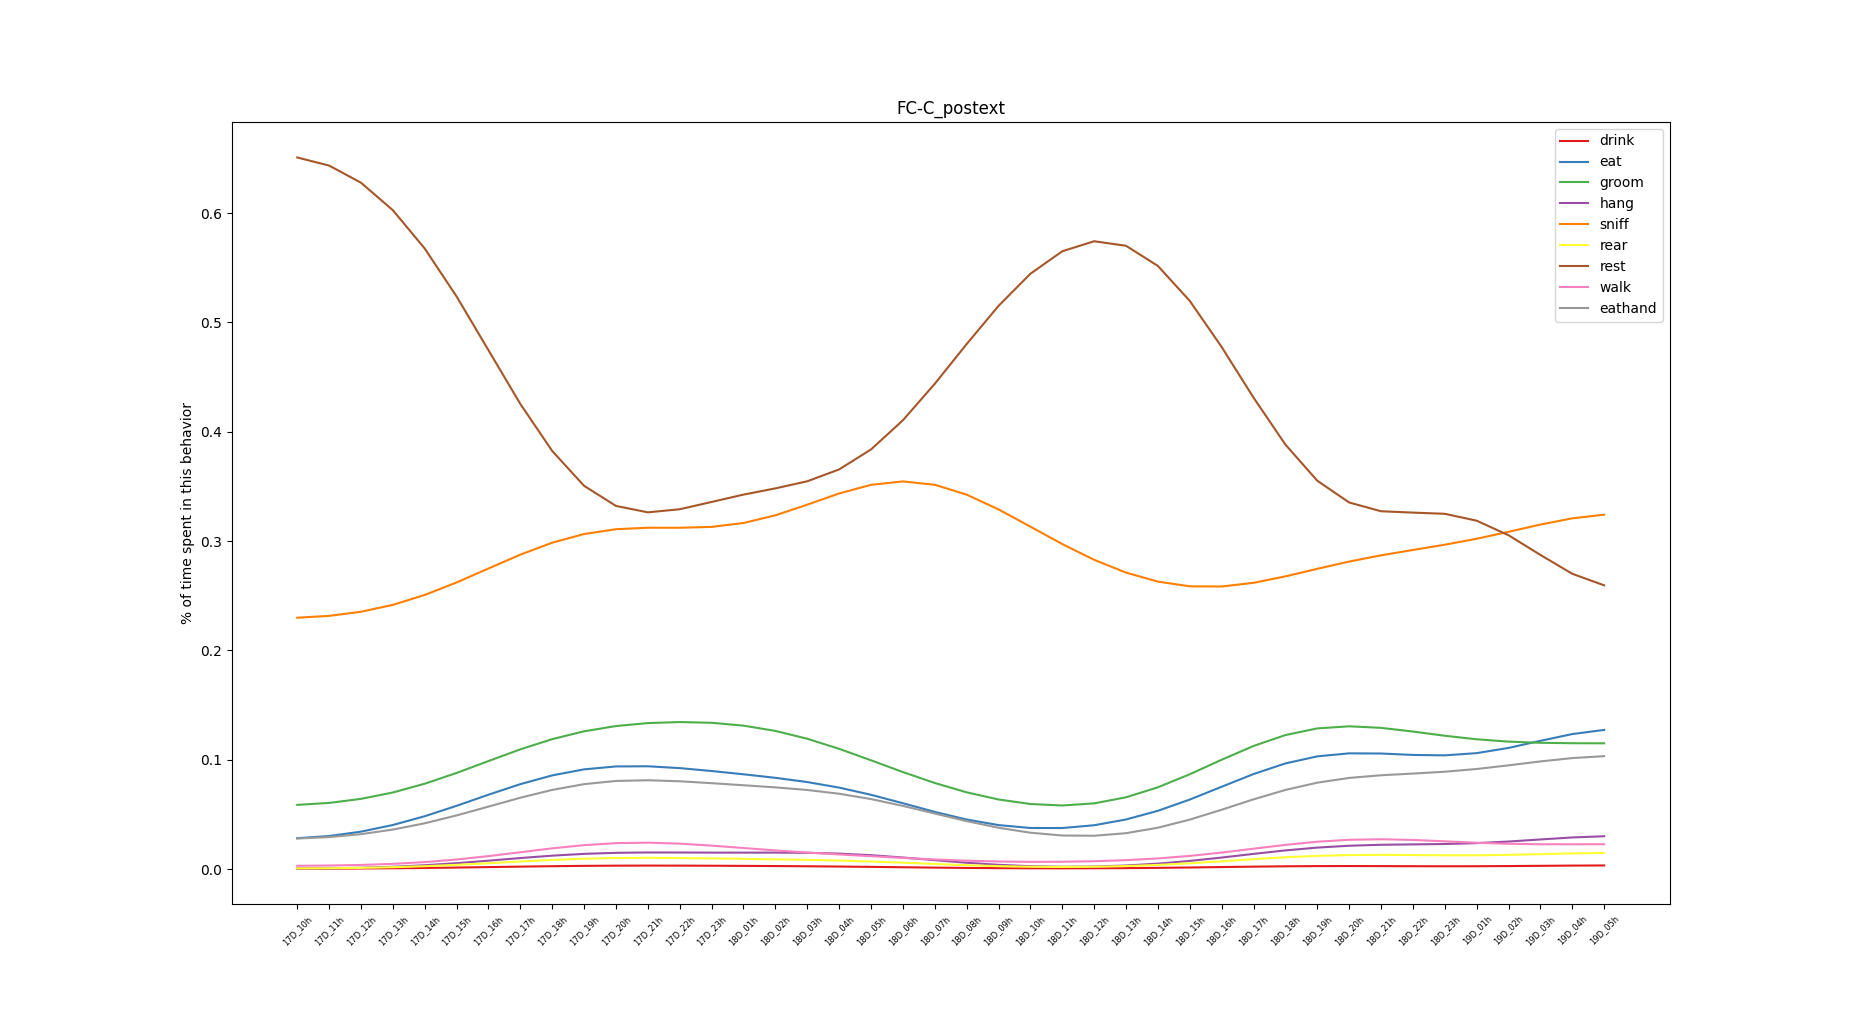 FC-C_postext
drink
eat
groom
hang
sniff
rear
rest
walk
eathand
% of time spent in this behavior
0.6
0.5
0.4
0.3
0.2
0.1
0.0
17D_10h 17D_11h 17D_12h 17D_13h 17D_14h 17D_15h 17D_16h 17D_17h 17D_18h 17D_19h 17D_20h 17D_21h 17D_22h 17D_23h 18D_01h 18D_02h 18D_03h 18D_04h 18D_05h 18D_06h 18D_07h 18D_08h 18D_09h 18D_10h 18D_11h 18D_12h 18D_13h 18D_14h 18D_15h 18D_16h 18D_17h 18D_18h 18D_19h 18D_20h 18D_21h 18D_22h 18D_23h 19D_01h 19D_02h 19D_03h 19D_04h 19D_05h